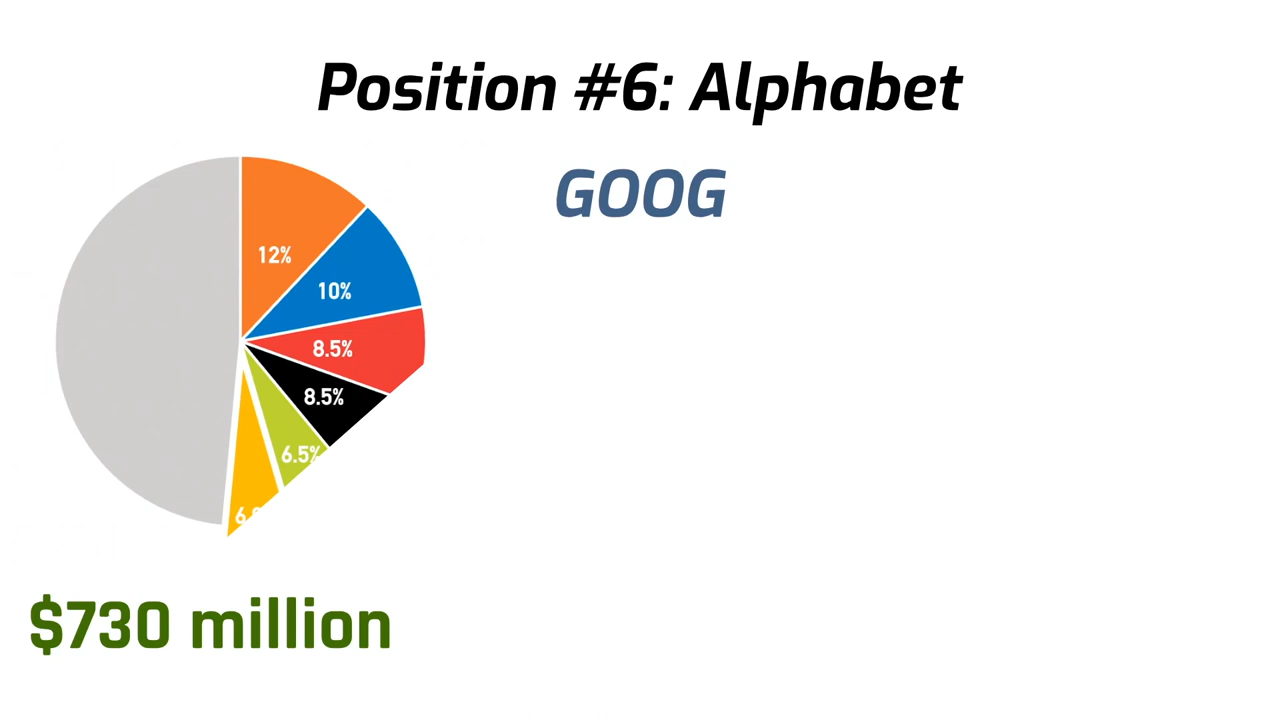 Position #6: Alphabet
GOOG
12%
10%
8.5%
8.5%
6.5%
$730 million